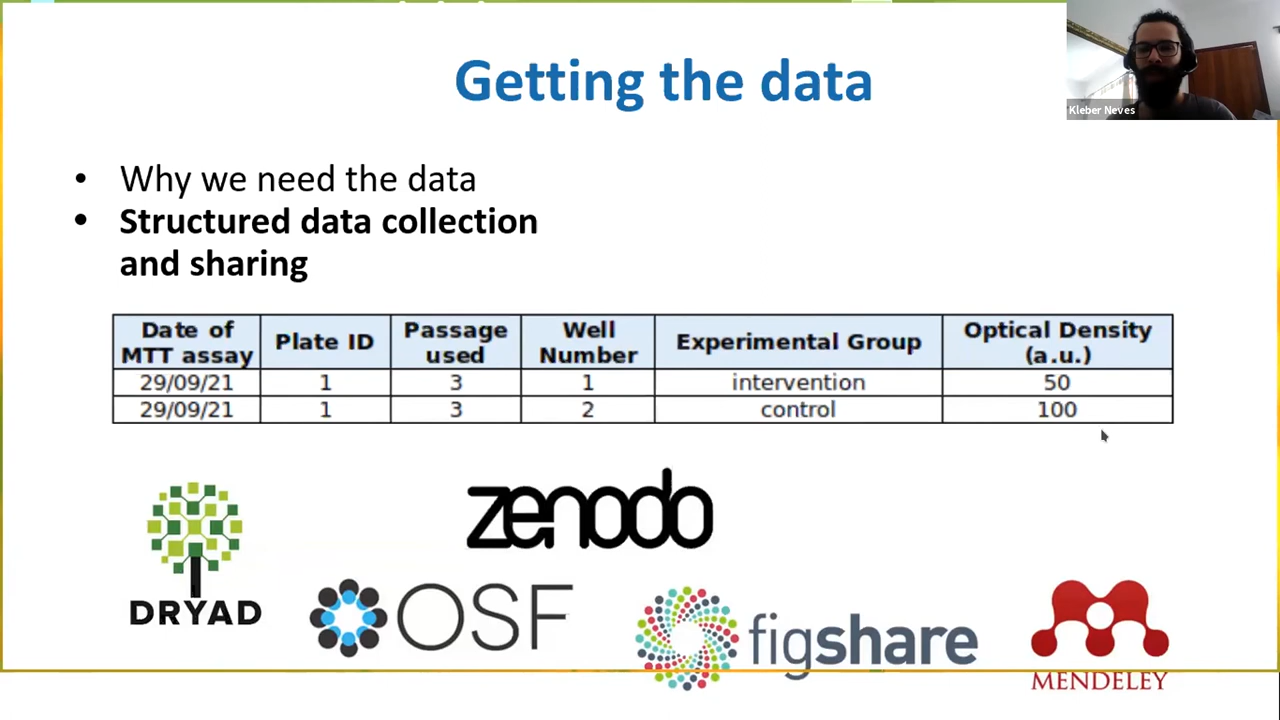 Getting the data
Kleber Neves
• Why we need the data
• Structured data collection
and sharing
Date of MTT assay Plate ID Passage used Well Number Experimental Group Optical Density (a.u.)
29/09/21 1 3 1 intervention 50
29/09/21 1 3 2 control 100
zenodo
DRYAD
OSF
figshare
MENDELEY